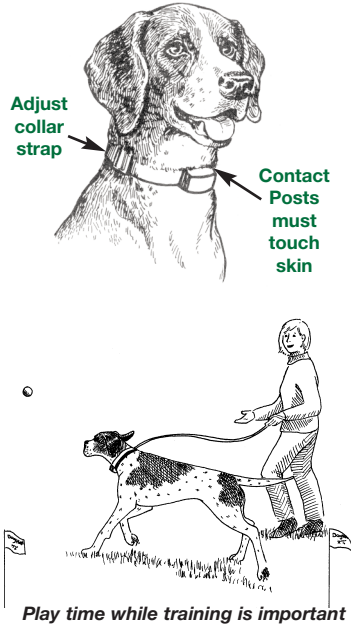 Adjust
collar
strap
Contact
Posts
must
touch
skin
Play time while training is important